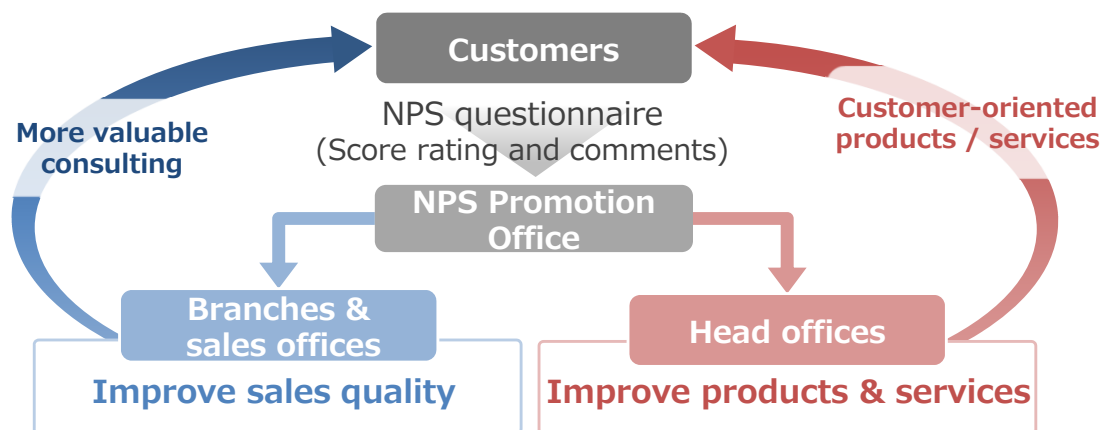 Customers
NPS questionnaire
(Score rating and comments)
More valuable
consulting
Customer-oriented
products / services
NPS Promotion
Office
Branches &
sales offices
Head offices
Improve sales quality
Improve products & services